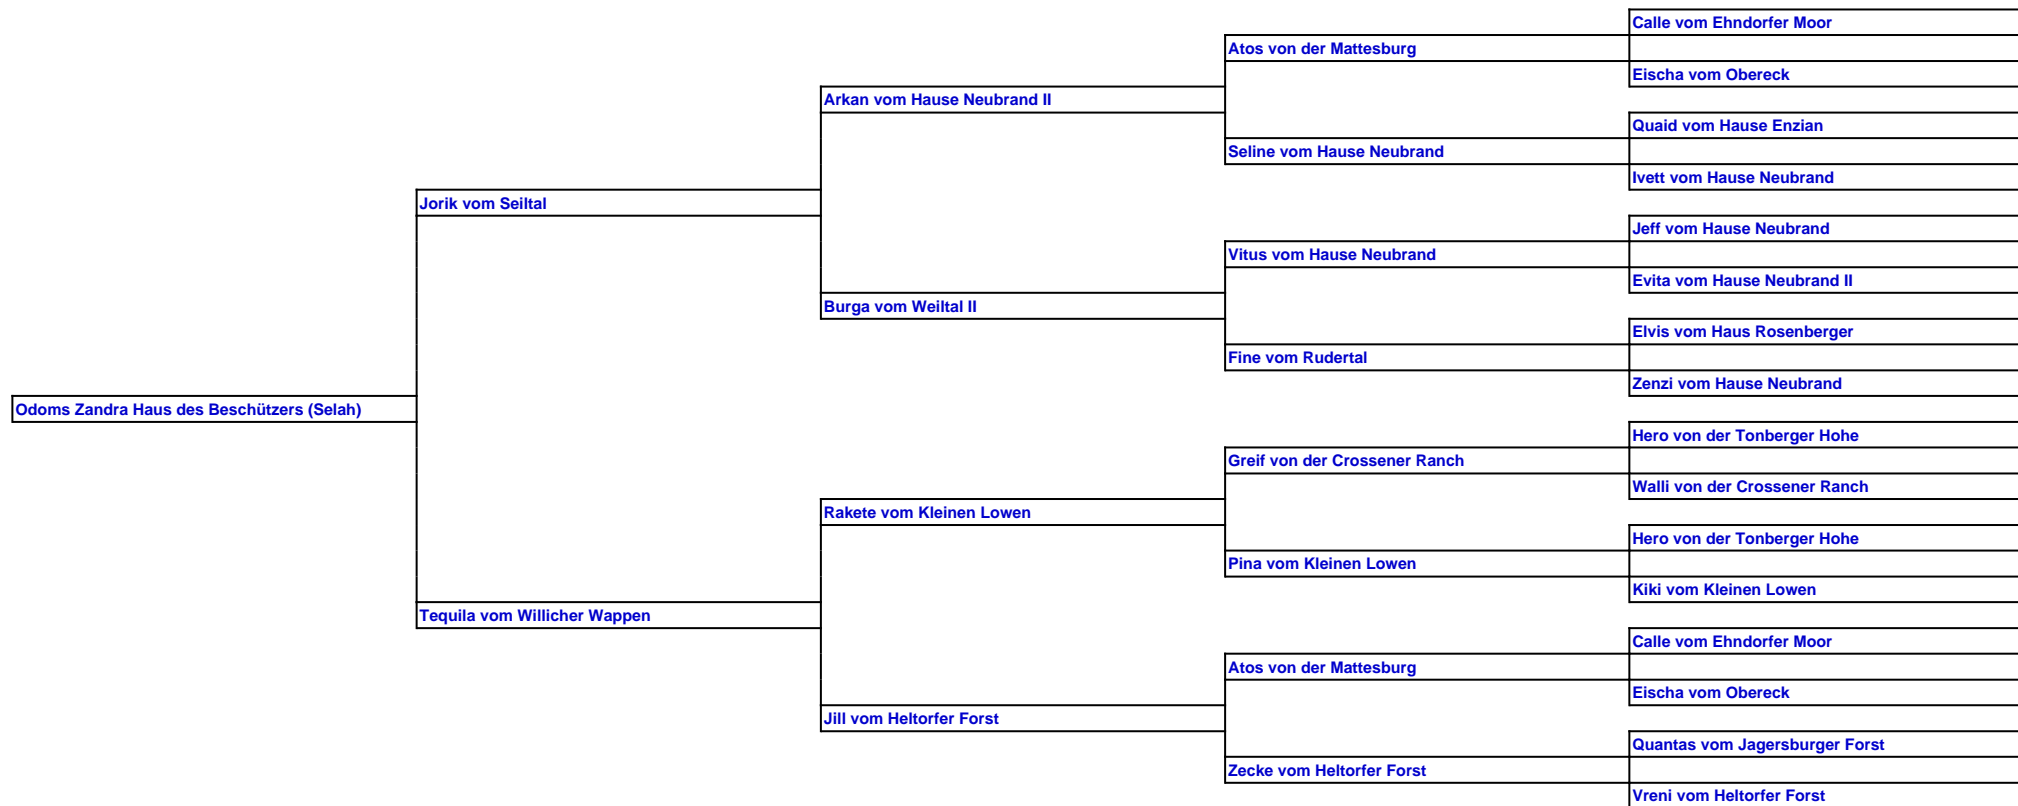 Calle vom Ehndorfer Moor
Atos von der Mattesburg
Eischa vom Obereck
Arkan vom Hause Neubrand II
Quaid vom Hause Enzian
Seline vom Hause Neubrand
Ivett vom Hause Neubrand
Jorik vom Seiltal
Jeff vom Hause Neubrand
Vitus vom Hause Neubrand
Evita vom Hause Neubrand II
Burga vom Weiltal II
Elvis vom Haus Rosenberger
Fine vom Rudertal
Zenzi vom Hause Neubrand
Odoms Zandra Haus des Beschützers (Selah)
Hero von der Tonberger Hohe
Greif von der Crossener Ranch
Walli von der Crossener Ranch
Rakete vom Kleinen Lowen
Hero von der Tonberger Hohe
Pina vom Kleinen Lowen
Kiki vom Kleinen Lowen
Tequila vom Willicher Wappen
Calle vom Ehndorfer Moor
Atos von der Mattesburg
Eischa vom Obereck
Jill vom Heltorfer Forst
Quantas vom Jagersburger Forst
Zecke vom Heltorfer Forst
Vreni vom Heltorfer Forst